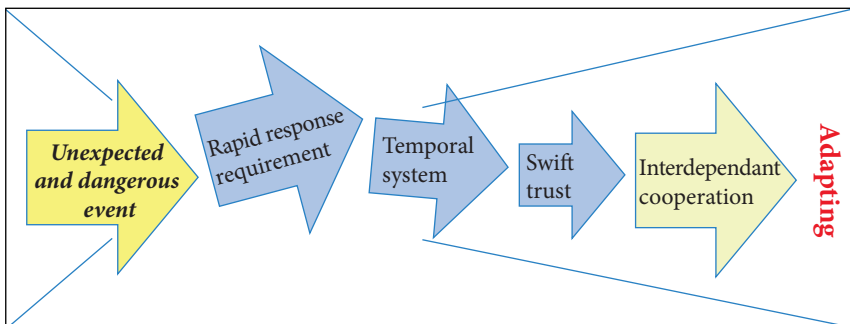 Unexpected
and dangerous
event
Rapid response
requirement
Temporal
system
Swift
trust
Interdependant
cooperation
Adapting